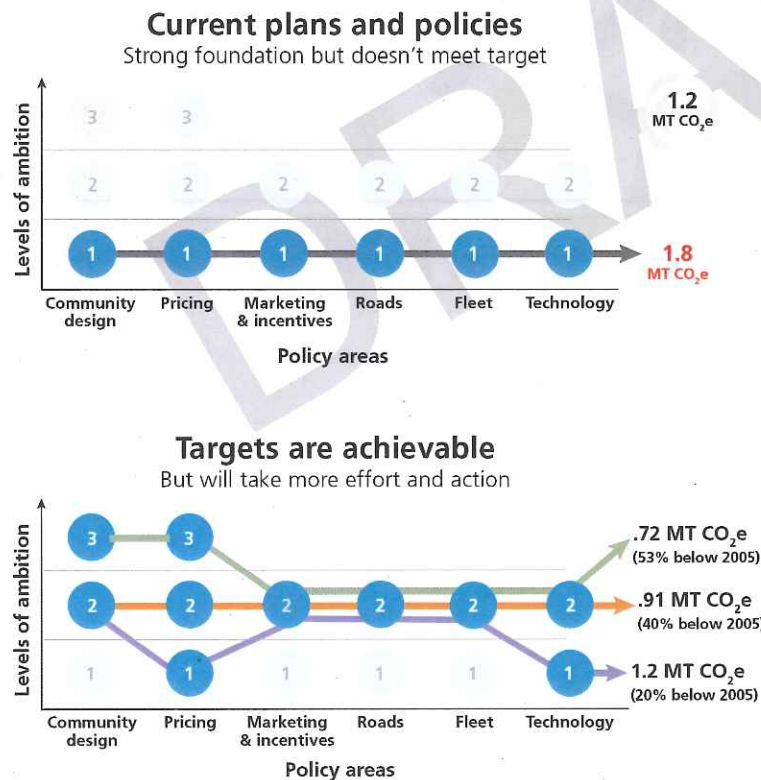 Current plans and policies
Strong foundation but doesn't meet target
Levels of ambition
3 3
1.2
MT CO₂e
2 2 2 2 2 2
1 1 1 1 1 1
1.8
MT CO₂e
Community design
Pricing
Marketing & incentives
Roads
Fleet
Technology
Policy areas
DRA
Targets are achievable
But will take more effort and action
Levels of ambition
3 3
.72 MT CO₂e
(53% below 2005)
2 2 2 2 2 2
.91 MT CO₂e
(40% below 2005)
1 1 1 1 1 1
1.2 MT CO₂e
(20% below 2005)
Community design
Pricing
Marketing & incentives
Roads
Fleet
Technology
Policy areas